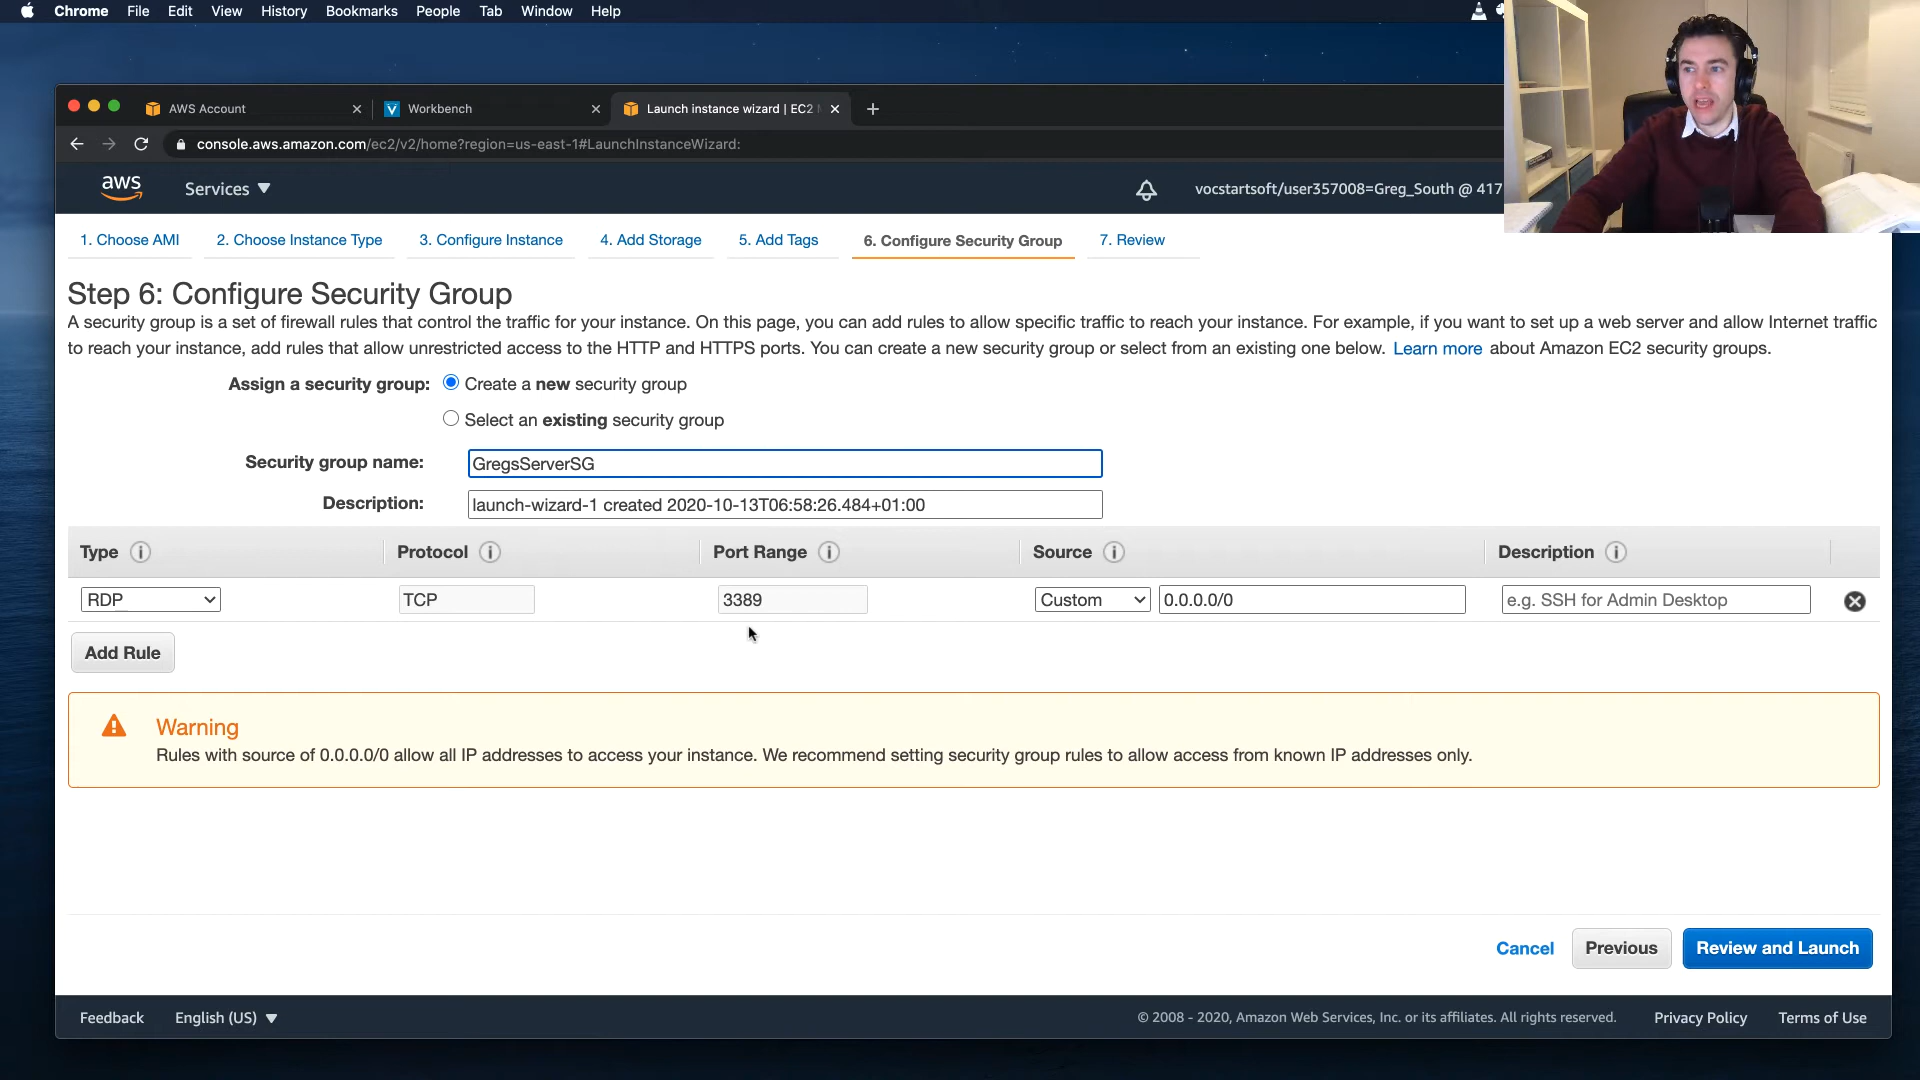 Chrome File Edit View History Bookmarks People Tab Window Help
AWS Account
Workbench
Launch instance wizard | EC2
console.aws.amazon.com/ec2/v2/home?region=us-east-1#LaunchInstanceWizard:
aws
Services
vocstartsoft/user357008=Greg_South @ 417
1. Choose AMI
2. Choose Instance Type
3. Configure Instance
4. Add Storage
5. Add Tags
6. Configure Security Group
7. Review
Step 6: Configure Security Group
A security group is a set of firewall rules that control the traffic for your instance. On this page, you can add rules to allow specific traffic to reach your instance. For example, if you want to set up a web server and allow Internet traffic
to reach your instance, add rules that allow unrestricted access to the HTTP and HTTPS ports. You can create a new security group or select from an existing one below. Learn more about Amazon EC2 security groups.
Assign a security group: Create a new security group
Select an existing security group
Security group name: GregsServerSG
Description: launch-wizard-1 created 2020-10-13T06:58:26.484+01:00
Type i Protocol i Port Range i Source i Description i
RDP TCP 3389 Custom 0.0.0.0/0 e.g. SSH for Admin Desktop
Add Rule
Warning
Rules with source of 0.0.0.0/0 allow all IP addresses to access your instance. We recommend setting security group rules to allow access from known IP addresses only.
Cancel Previous Review and Launch
Feedback English (US) © 2008 - 2020, Amazon Web Services, Inc. or its affiliates. All rights reserved. Privacy Policy Terms of Use